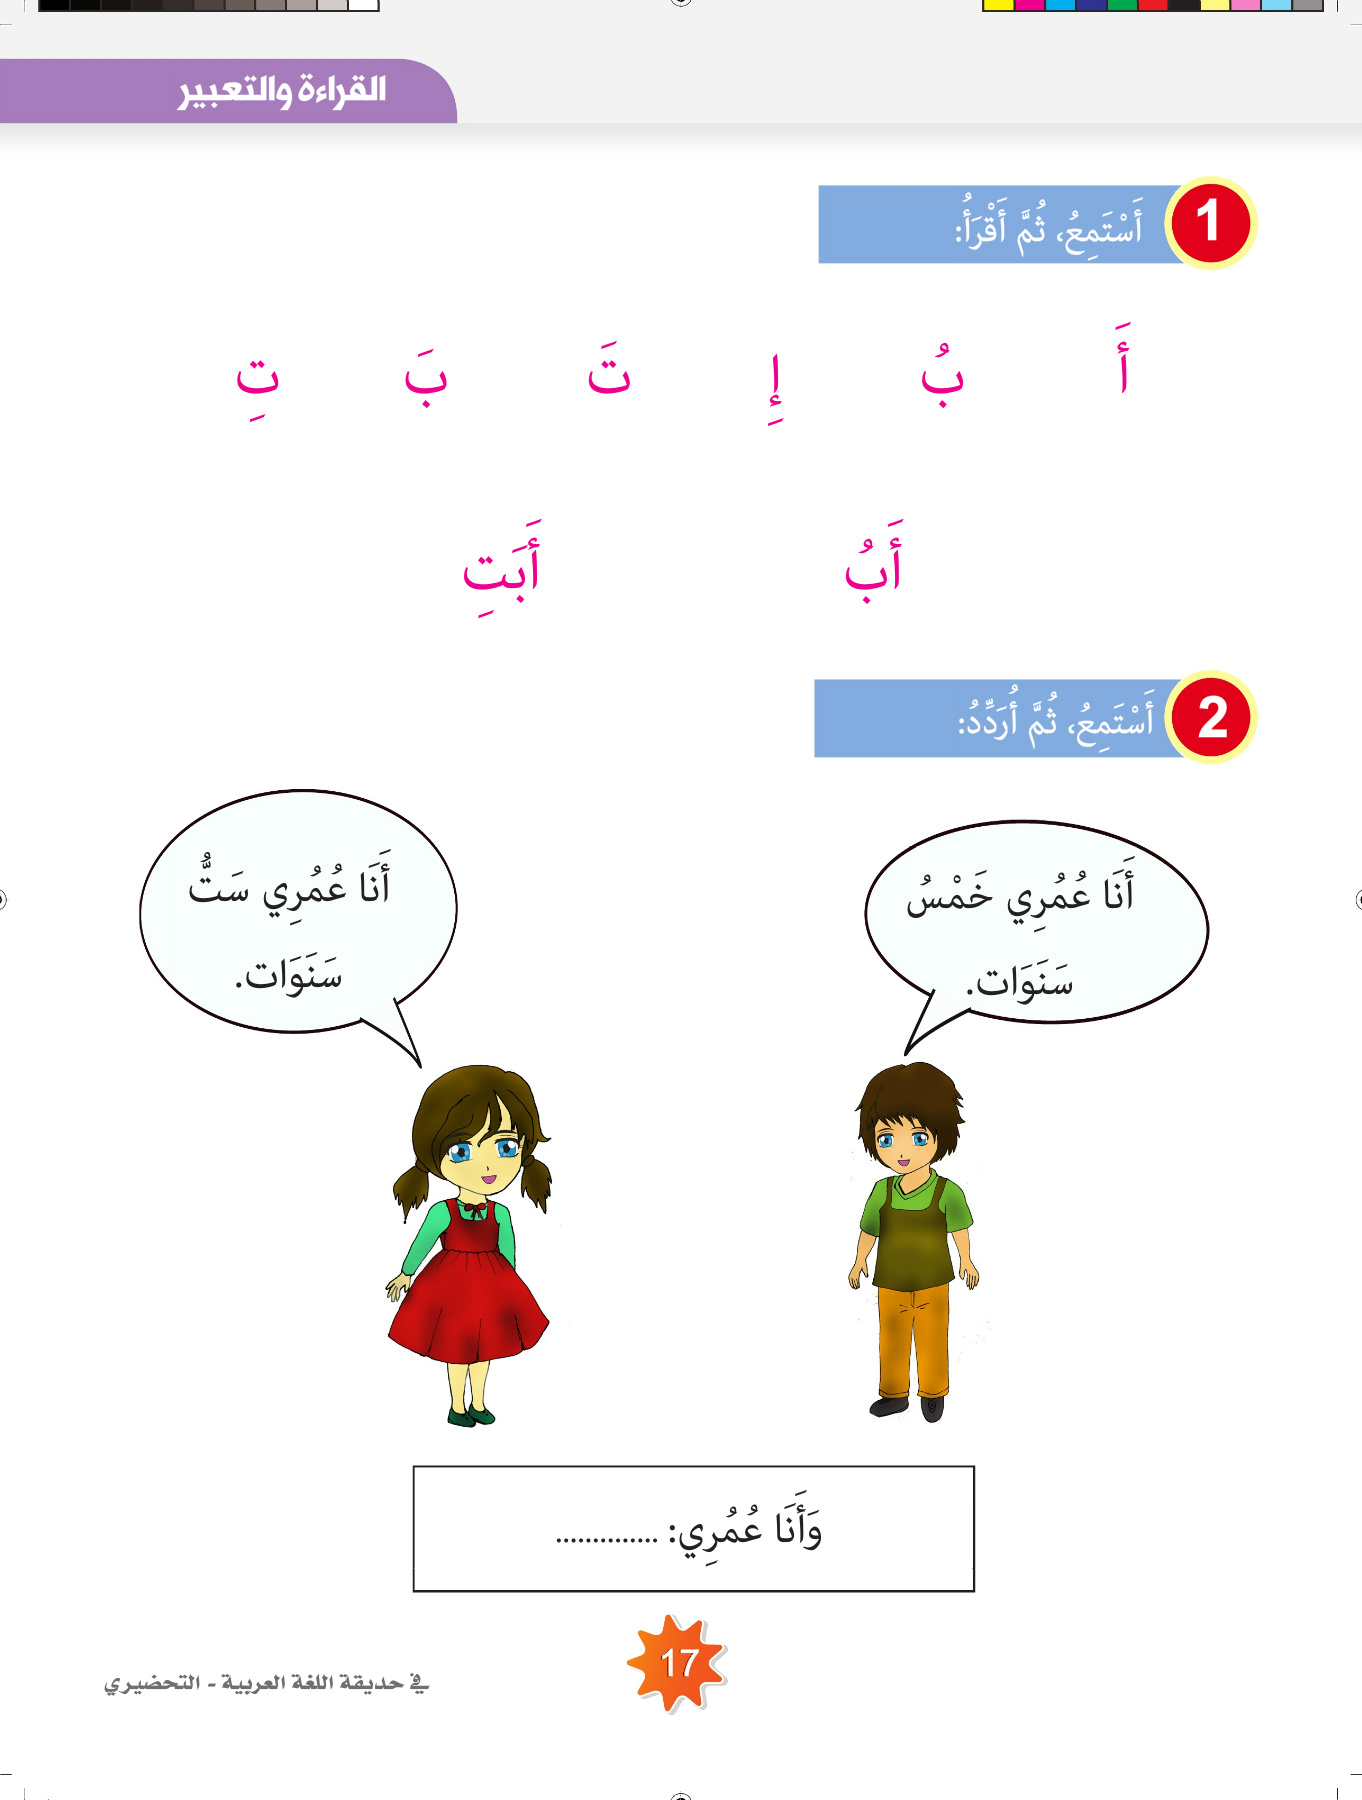 القراءة والتعبير
1 أَسْتَمِعُ، ثُمَّ أَقْرَأُ:
أَ بُ إِ تَ بَ تِ
أَبُ أَبَتِ
2 أَسْتَمِعُ، ثُمَّ أُرَدِّدُ:
أَنَا عُمُرِي خَمْسُ
سَنَوَات.
أَنَا عُمُرِي سَتُّ
سَنَوَات.
وَأَنَا عُمُرِي: ..............
17
في حديقة اللغة العربية - التحضيري